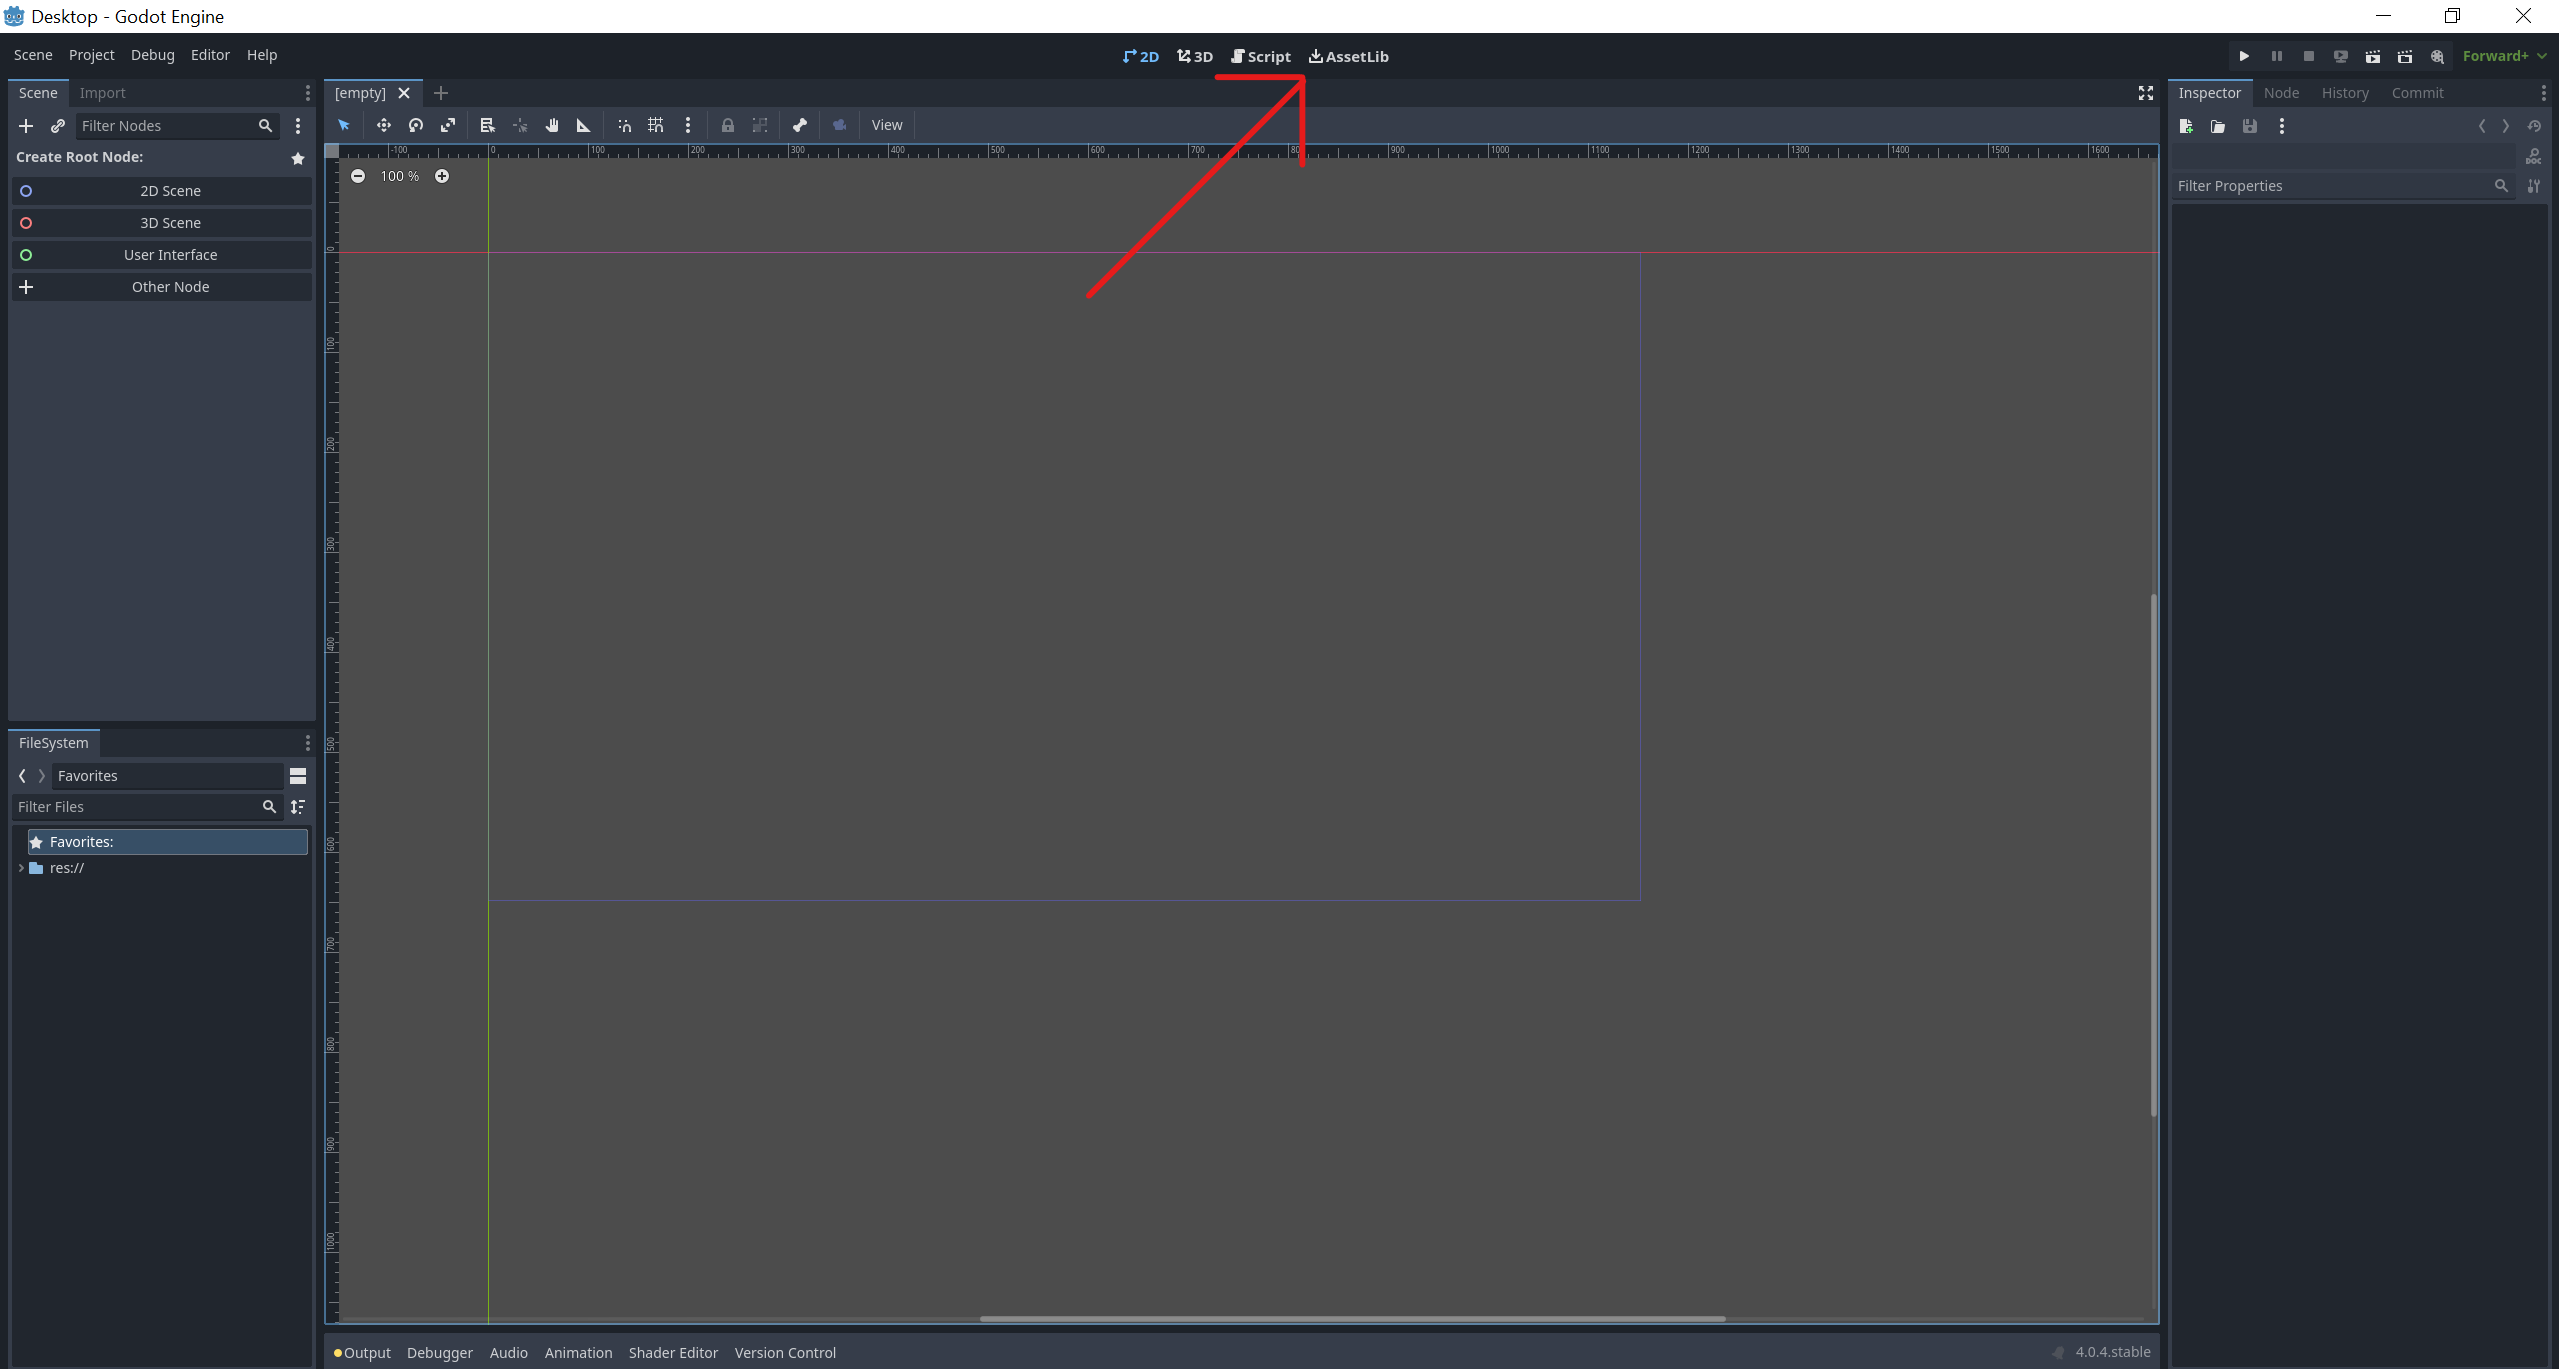 Desktop - Godot Engine
Scene Project Debug Editor Help 2D 3D Script AssetLib Forward+
Scene Import
[empty]
Inspector Node History Commit
Filter Nodes
View
Create Root Node:
-100 0 100 200 300 400 500 600 700 800 900 1000 1100 1200 1300 1400 1500 1600
100 %
DOC
Filter Properties
2D Scene
3D Scene
User Interface
Other Node
0
100
200
300
400
500
600
700
800
900
1000
FileSystem
Favorites
Filter Files
Favorites:
res://
Output Debugger Audio Animation Shader Editor Version Control 4.0.4.stable